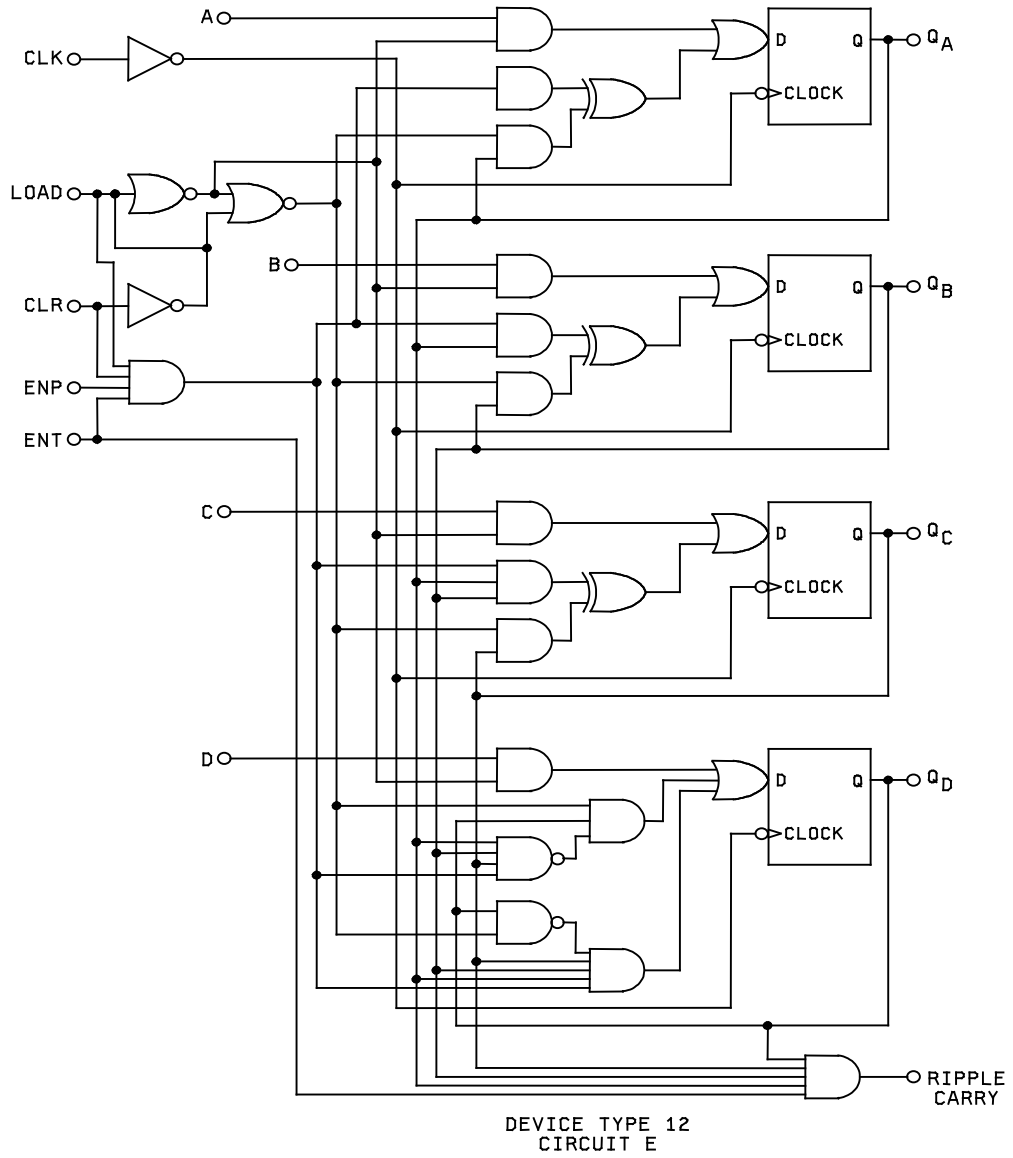 A
CLK
D Q QA
CLOCK
LOAD
B
D Q QB
CLOCK
CLR
ENP
ENT
C
D Q QC
CLOCK
D
D Q QD
CLOCK
RIPPLE
CARRY
DEVICE TYPE 12
CIRCUIT E